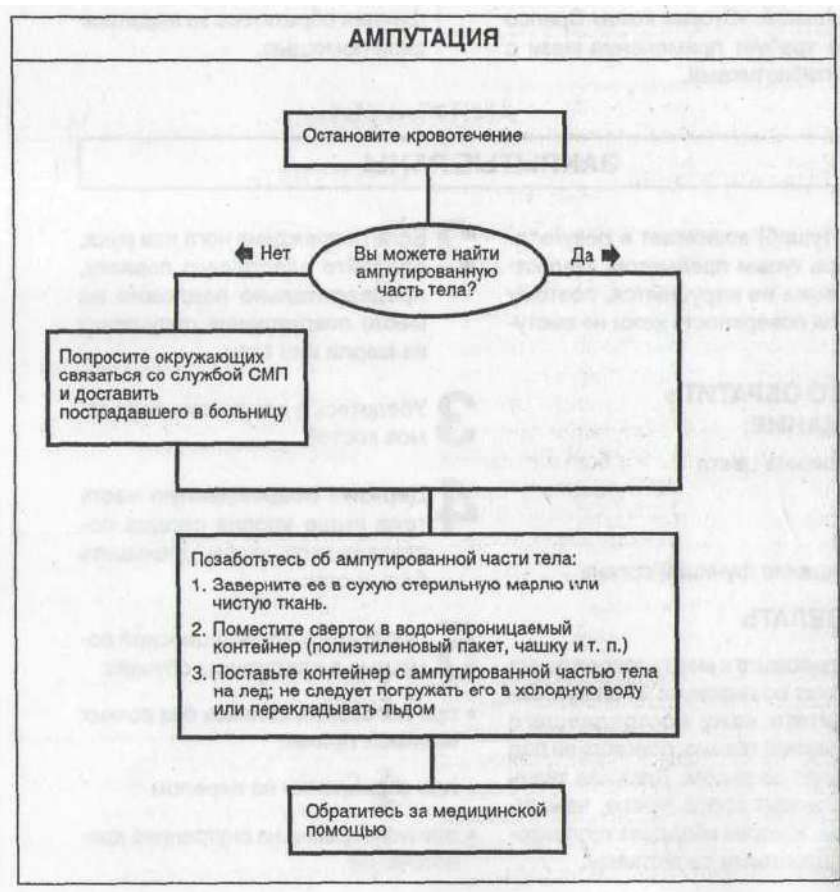 АМПУТАЦИЯ
Остановите кровотечение
Нет
Вы можете найти
ампутированную
часть тела?
Да
Попросите окружающих
связаться со службой СМП
и доставить
пострадавшего в больницу
Позаботьтесь об ампутированной части тела:
1. Заверните ее в сухую стерильную марлю или
чистую ткань.
2. Поместите сверток в водонепроницаемый
контейнер (полиэтиленовый пакет, чашку и т. п.)
3. Поставьте контейнер с ампутированной частью тела
на лед; не следует погружать его в холодную воду
или перекладывать льдом
Обратитесь за медицинской
помощью